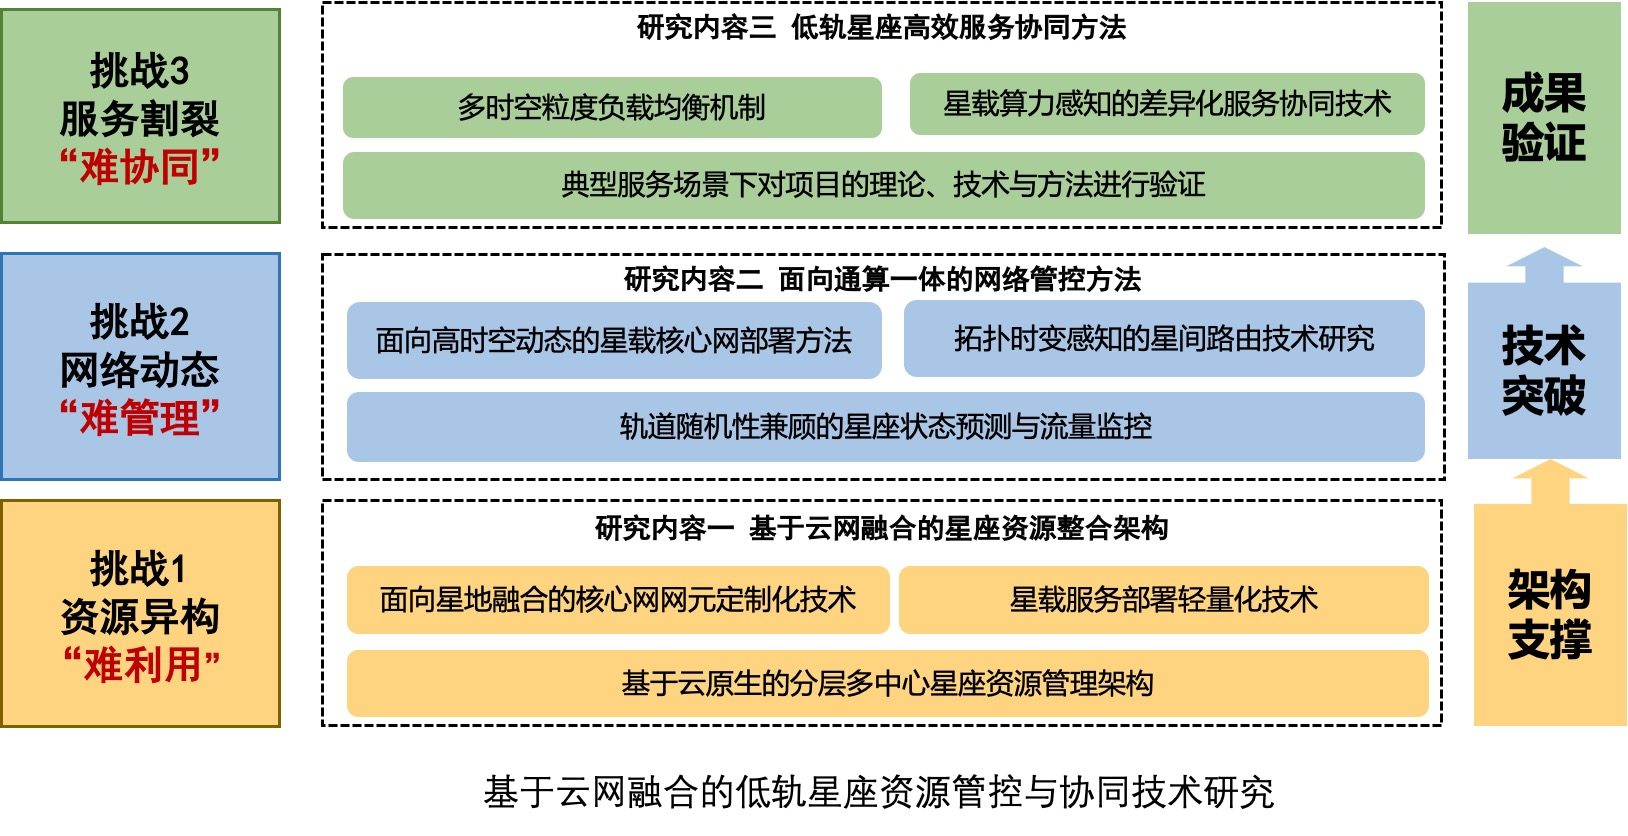 挑战3
服务割裂
“难协同”
研究内容三 低轨星座高效服务协同方法
多时空粒度负载均衡机制
星载算力感知的差异化服务协同技术
典型服务场景下对项目的理论、技术与方法进行验证
成果
验证
挑战2
网络动态
“难管理”
研究内容二 面向通算一体的网络管控方法
面向高时空动态的星载核心网部署方法
拓扑时变感知的星间路由技术研究
轨道随机性兼顾的星座状态预测与流量监控
技术
突破
挑战1
资源异构
“难利用”
研究内容一 基于云网融合的星座资源整合架构
面向星地融合的核心网网元定制化技术
星载服务部署轻量化技术
基于云原生的分层多中心星座资源管理架构
架构
支撑
基于云网融合的低轨星座资源管控与协同技术研究